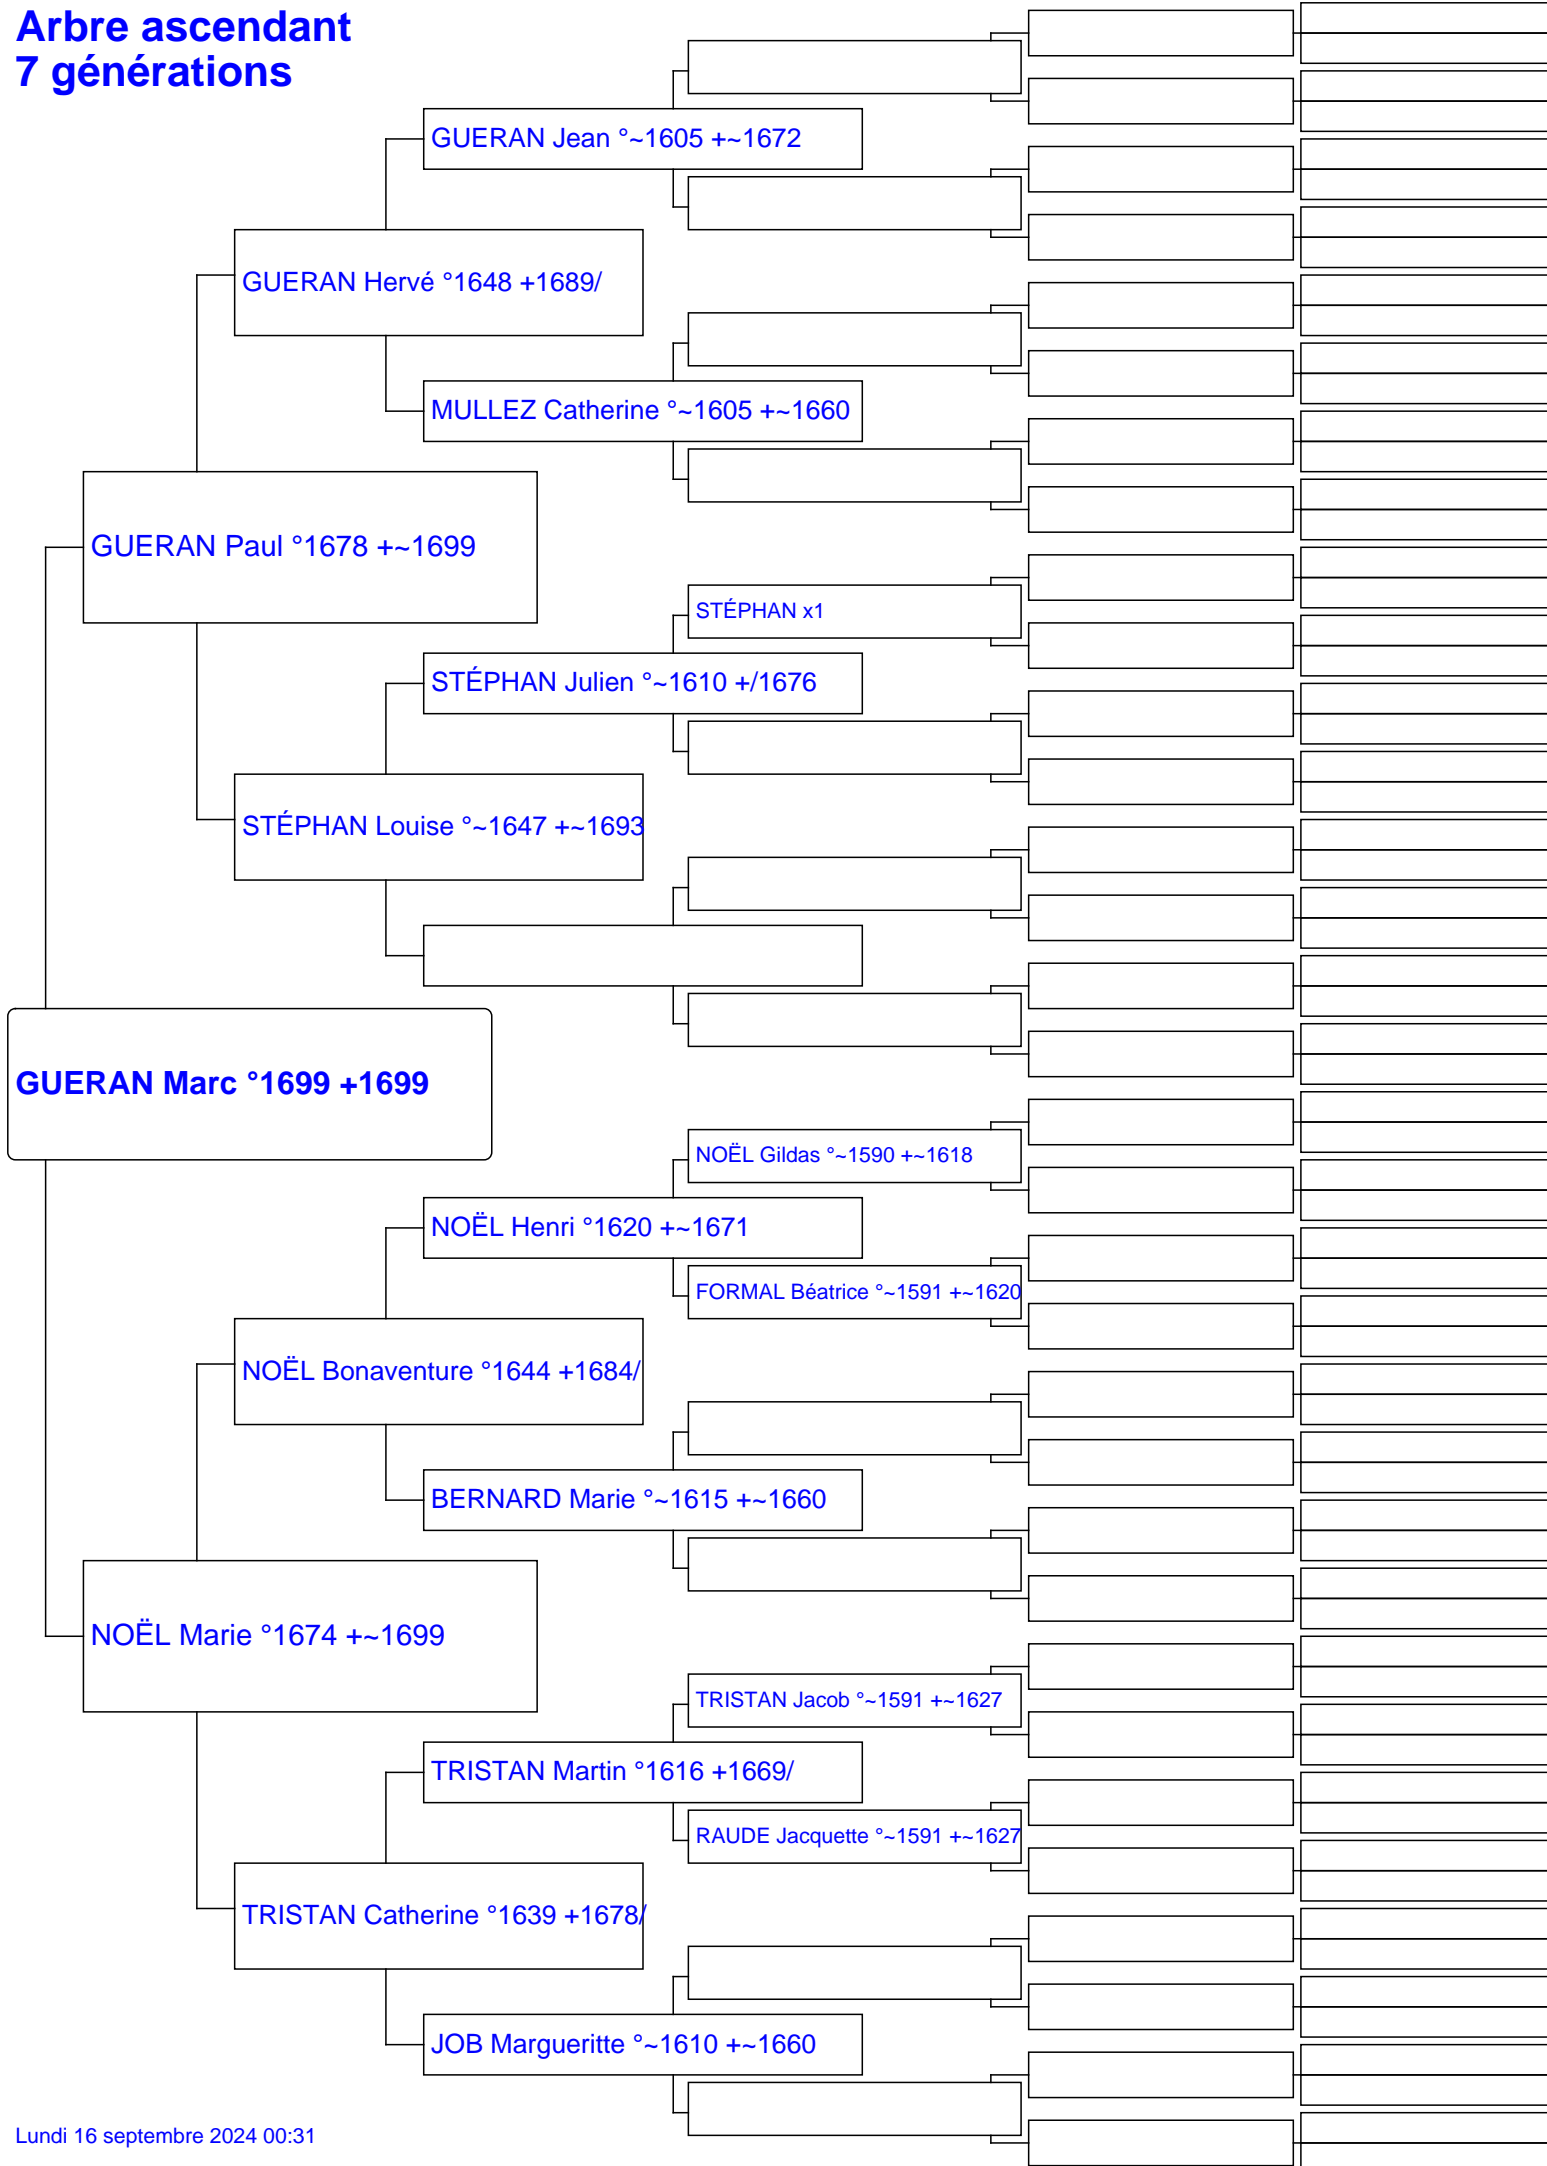 Arbre ascendant
7 générations
GUERAN Jean °~1605 +~1672
GUERAN Hervé °1648 +1689/
MULLEZ Catherine °~1605 +~1660
GUERAN Paul °1678 +~1699
STÉPHAN x1
STÉPHAN Julien °~1610 +/1676
STÉPHAN Louise °~1647 +~1693
GUERAN Marc °1699 +1699
NOËL Gildas °~1590 +~1618
NOËL Henri °1620 +~1671
FORMAL Béatrice °~1591 +~1620
NOËL Bonaventure °1644 +1684/
BERNARD Marie °~1615 +~1660
NOËL Marie °1674 +~1699
TRISTAN Jacob °~1591 +~1627
TRISTAN Martin °1616 +1669/
RAUDE Jacquette °~1591 +~1627
TRISTAN Catherine °1639 +1678/
JOB Margueritte °~1610 +~1660
Lundi 16 septembre 2024 00:31